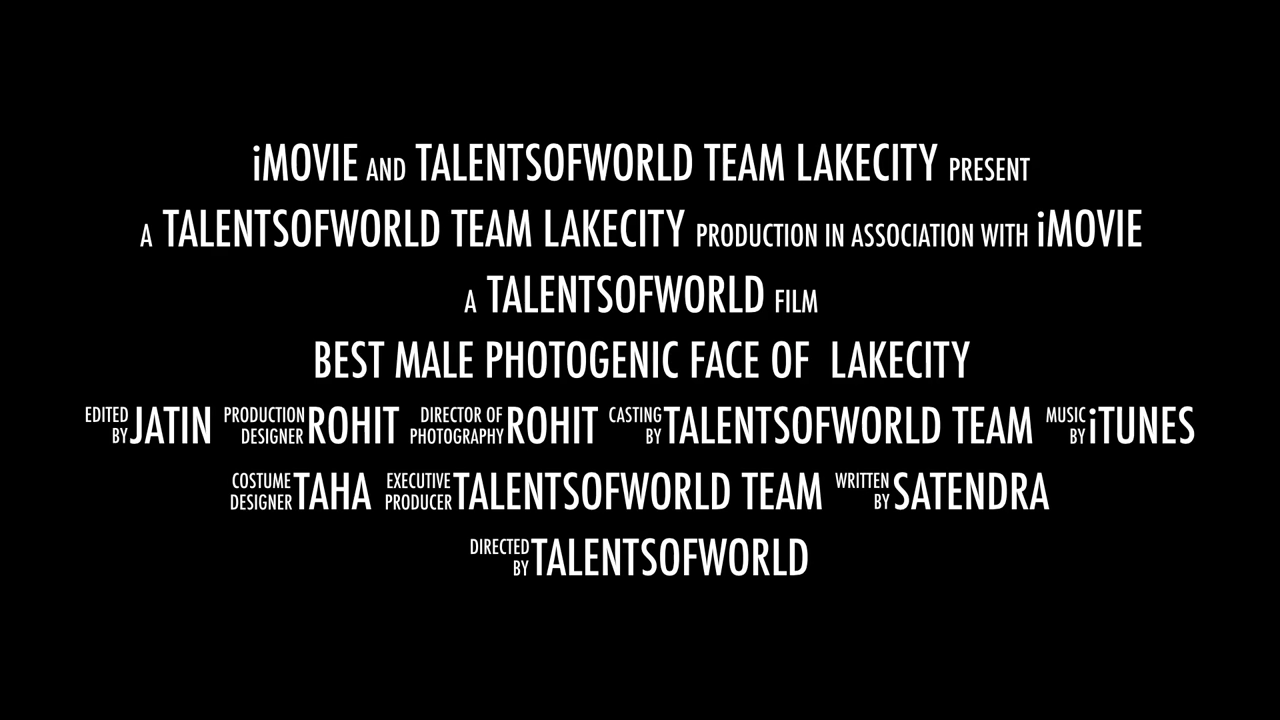 iMOVIE AND TALENTSOFWORLD TEAM LAKECITY PRESENT
A TALENTSOFWORLD TEAM LAKECITY PRODUCTION IN ASSOCIATION WITH iMOVIE
A TALENTSOFWORLD FILM
BEST MALE PHOTOGENIC FACE OF  LAKECITY
EDITED BY JATIN PRODUCTION DESIGNER ROHIT DIRECTOR OF PHOTOGRAPHY ROHIT CASTING BY TALENTSOFWORLD TEAM MUSIC BY iTUNES
COSTUME DESIGNER TAHA EXECUTIVE PRODUCER TALENTSOFWORLD TEAM WRITTEN BY SATENDRA
DIRECTED BY TALENTSOFWORLD